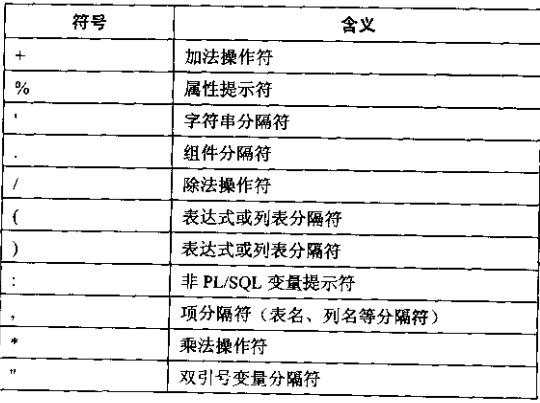 符号 含义
+ 加法操作符
% 属性提示符
' 字符串分隔符
. 组件分隔符
/ 除法操作符
( 表达式或列表分隔符
) 表达式或列表分隔符
: 非 PL/SQL 变量提示符
, 项分隔符（表名、列名等分隔符）
* 乘法操作符
" 双引号变量分隔符